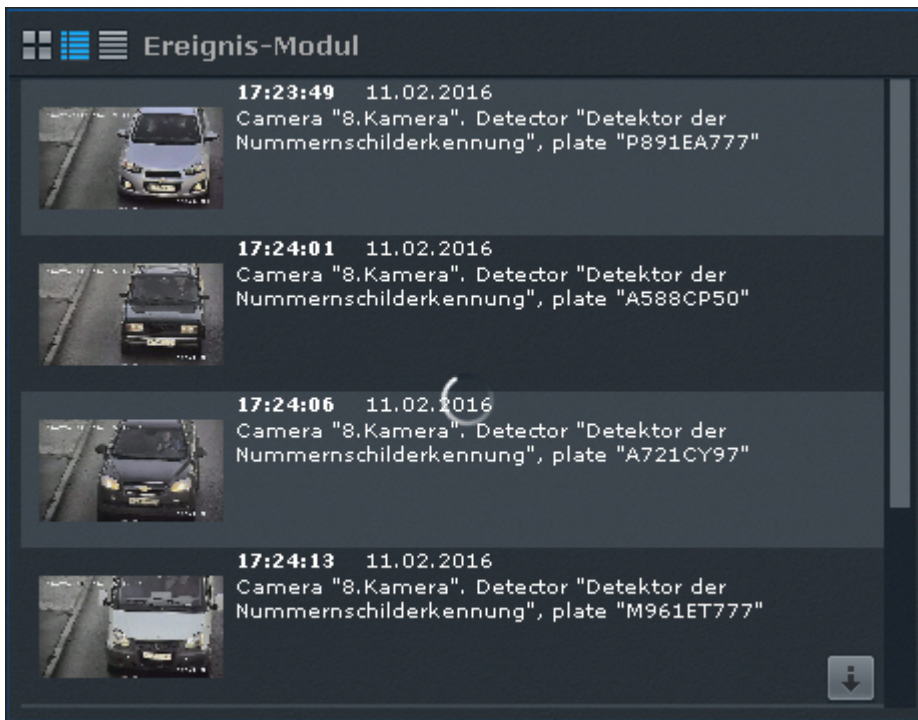 Ereignis-Modul
17:23:49 11.02.2016
Camera "8.Kamera". Detector "Detektor der
Nummernschilderkennung", plate "P891EA777"
17:24:01 11.02.2016
Camera "8.Kamera". Detector "Detektor der
Nummernschilderkennung", plate "A588CP50"
17:24:06 11.02.2016
Camera "8.Kamera". Detector "Detektor der
Nummernschilderkennung", plate "A721CY97"
17:24:13 11.02.2016
Camera "8.Kamera". Detector "Detektor der
Nummernschilderkennung", plate "M961ET777"